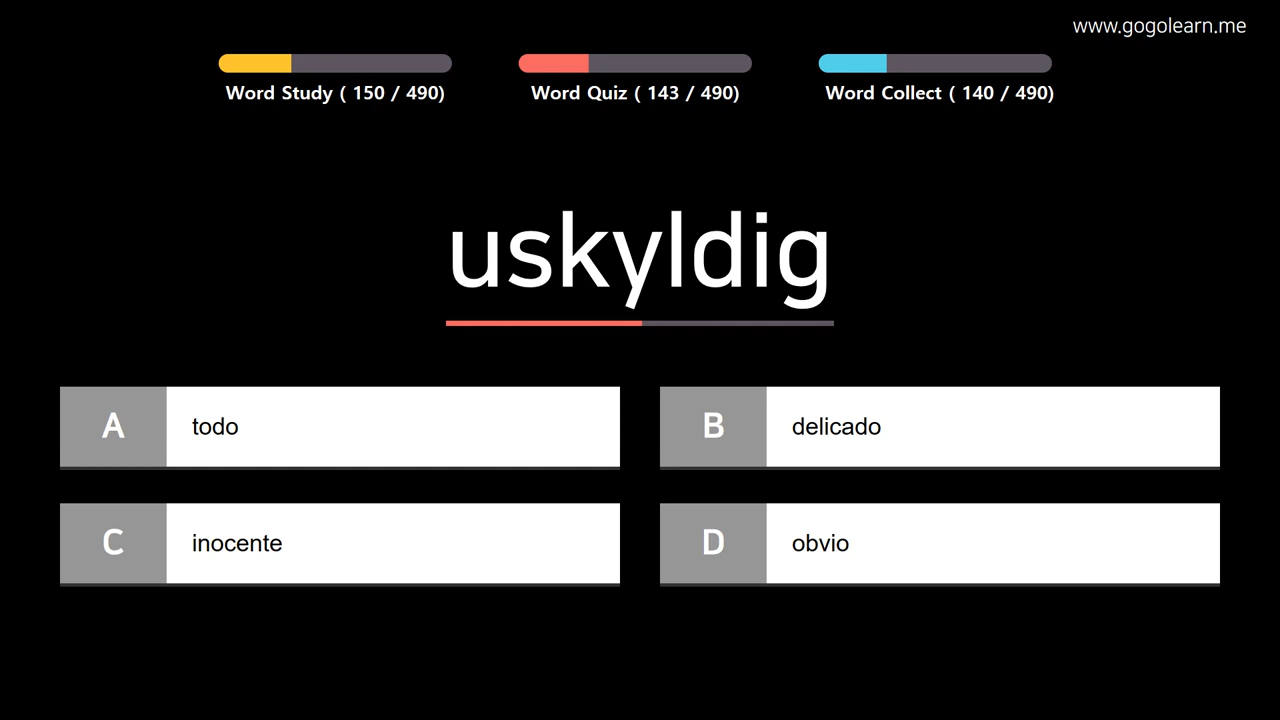 www.gogolearn.me
Word Study ( 150 / 490)
Word Quiz ( 143 / 490)
Word Collect ( 140 / 490)
uskyldig
A
todo
B
delicado
C
inocente
D
obvio